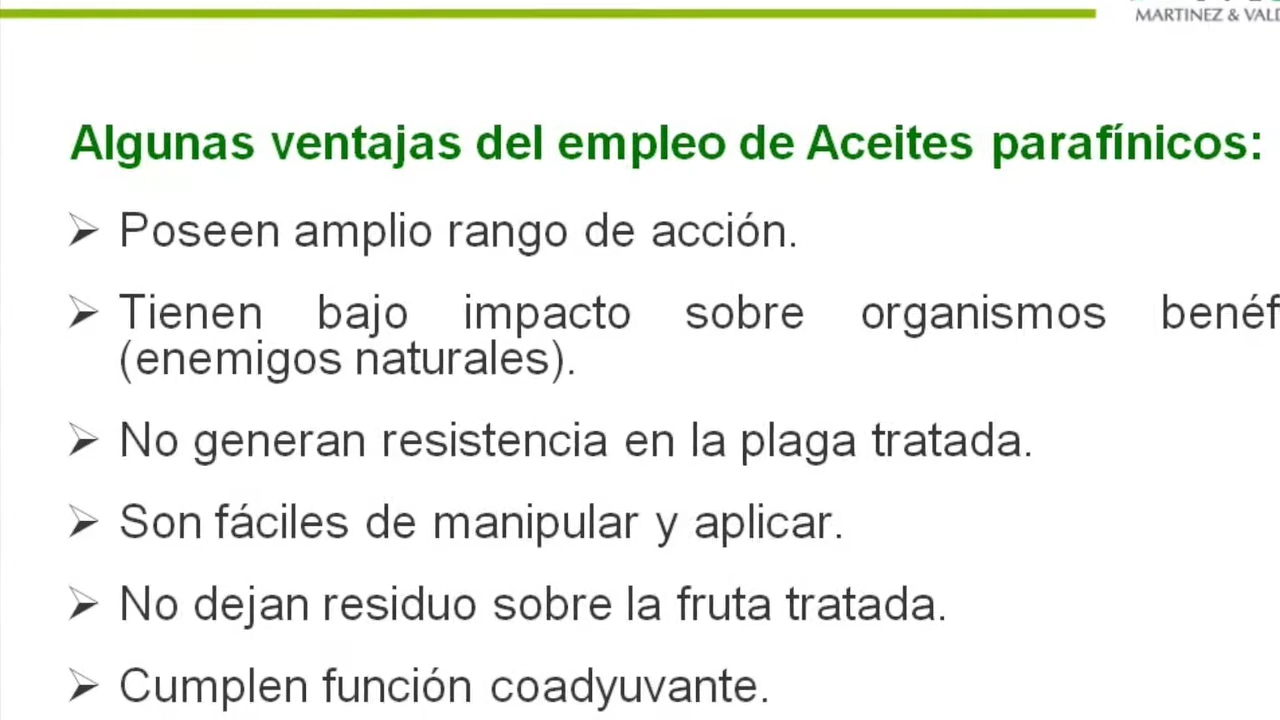 MARTINEZ &
Algunas ventajas del empleo de Aceites parafínicos:
Poseen amplio rango de acción.
Tienen bajo impacto sobre organismos
(enemigos naturales).
No generan resistencia en la plaga tratada.
Son fáciles de manipular y aplicar.
No dejan residuo sobre la fruta tratada.
Cumplen función coadyuvante.